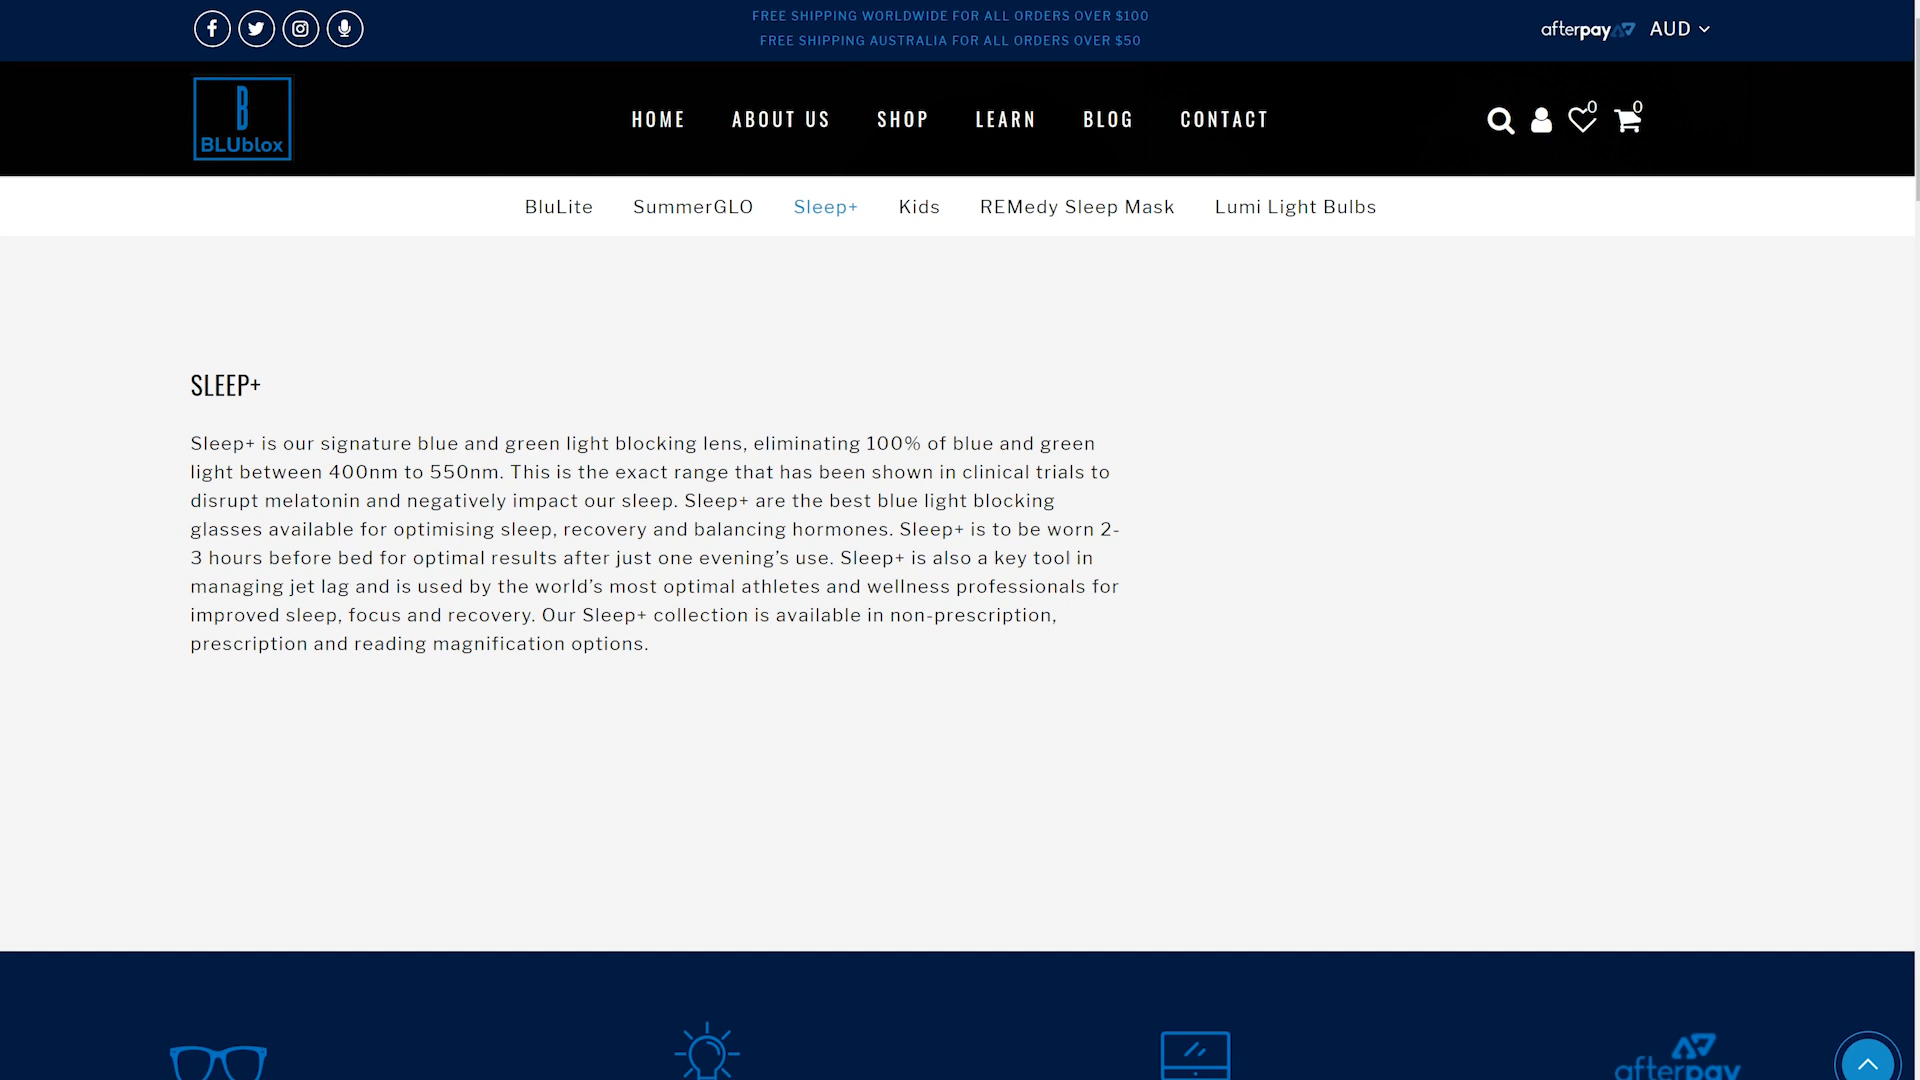 FREE SHIPPING WORLDWIDE FOR ALL ORDERS OVER $100
FREE SHIPPING AUSTRALIA FOR ALL ORDERS OVER $50
afterpay AUD
B
BLUblox
HOME ABOUT US SHOP LEARN BLOG CONTACT 0 0
BluLite SummerGLO Sleep+ Kids REMedy Sleep Mask Lumi Light Bulbs
SLEEP+
Sleep+ is our signature blue and green light blocking lens, eliminating 100% of blue and green
light between 400nm to 550nm. This is the exact range that has been shown in clinical trials to
disrupt melatonin and negatively impact our sleep. Sleep+ are the best blue light blocking
glasses available for optimising sleep, recovery and balancing hormones. Sleep+ is to be worn 2-
3 hours before bed for optimal results after just one evening’s use. Sleep+ is also a key tool in
managing jet lag and is used by the world’s most optimal athletes and wellness professionals for
improved sleep, focus and recovery. Our Sleep+ collection is available in non-prescription,
prescription and reading magnification options.
afterpay